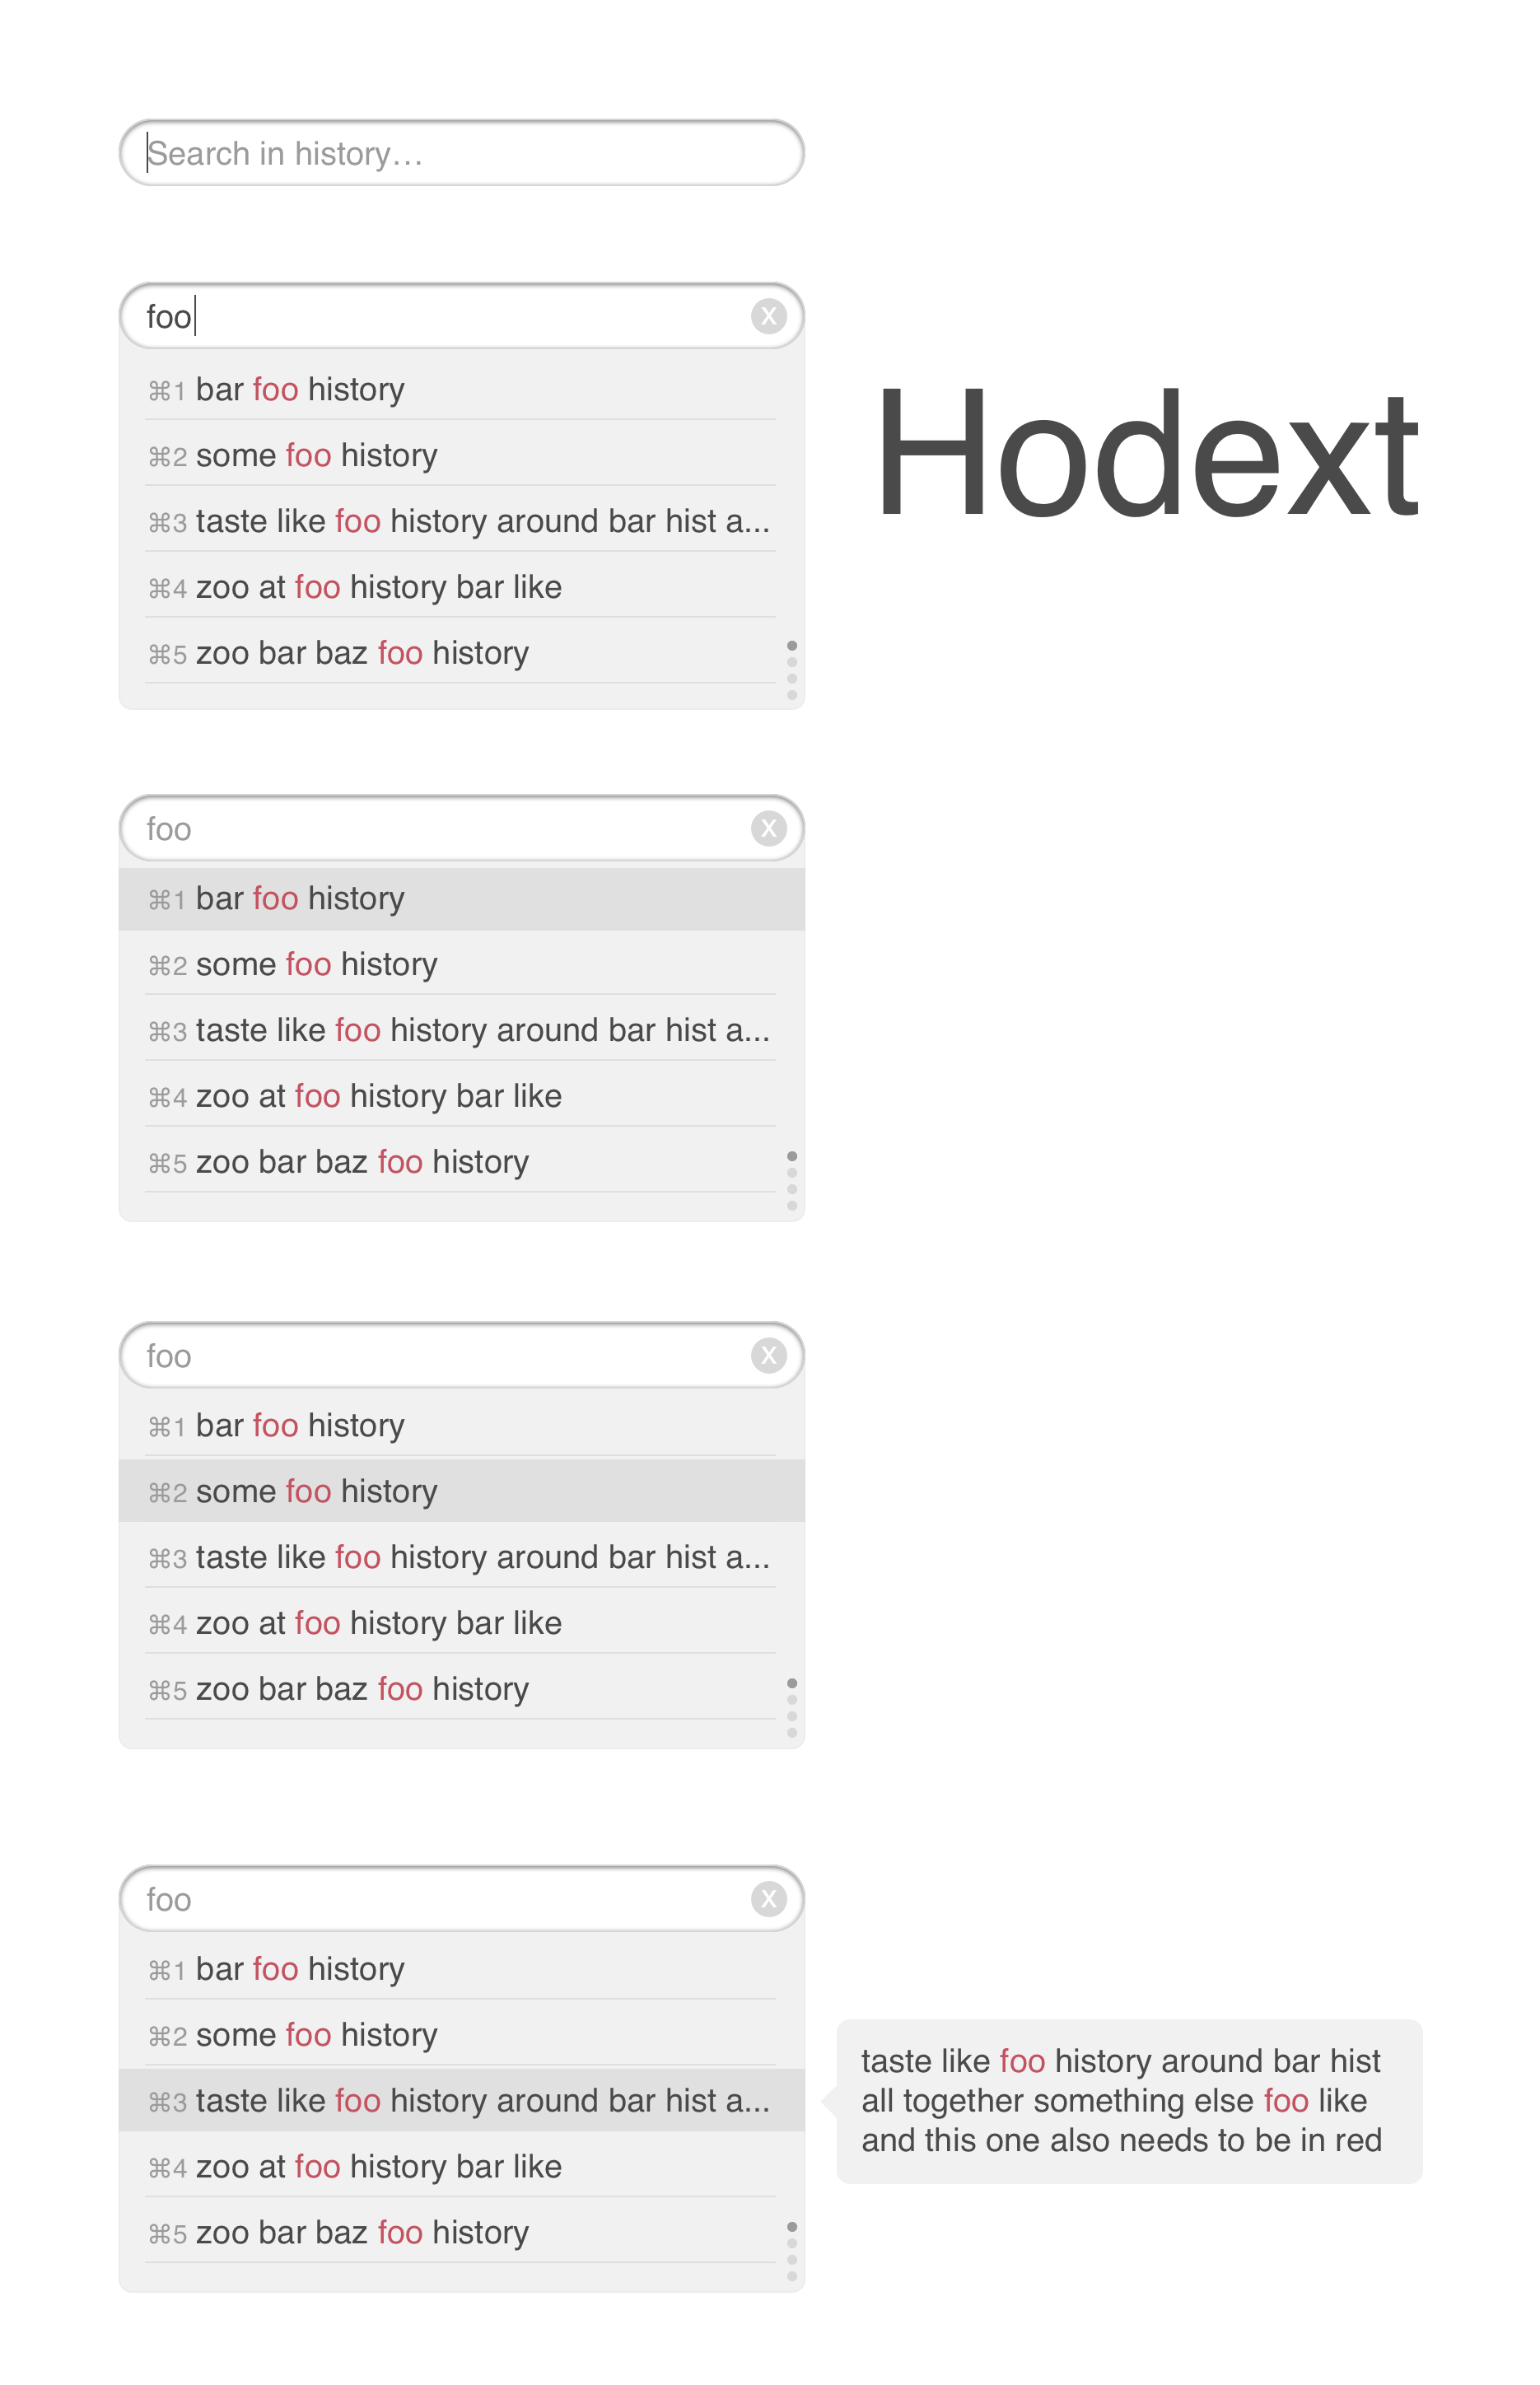 Search in history…
foo
X
⌘1 bar foo history
⌘2 some foo history
⌘3 taste like foo history around bar hist a...
⌘4 zoo at foo history bar like
⌘5 zoo bar baz foo history
Hodext
foo
X
⌘1 bar foo history
⌘2 some foo history
⌘3 taste like foo history around bar hist a...
⌘4 zoo at foo history bar like
⌘5 zoo bar baz foo history
foo
X
⌘1 bar foo history
⌘2 some foo history
⌘3 taste like foo history around bar hist a...
⌘4 zoo at foo history bar like
⌘5 zoo bar baz foo history
foo
X
⌘1 bar foo history
⌘2 some foo history
⌘3 taste like foo history around bar hist a...
⌘4 zoo at foo history bar like
⌘5 zoo bar baz foo history
taste like foo history around bar hist
all together something else foo like
and this one also needs to be in red